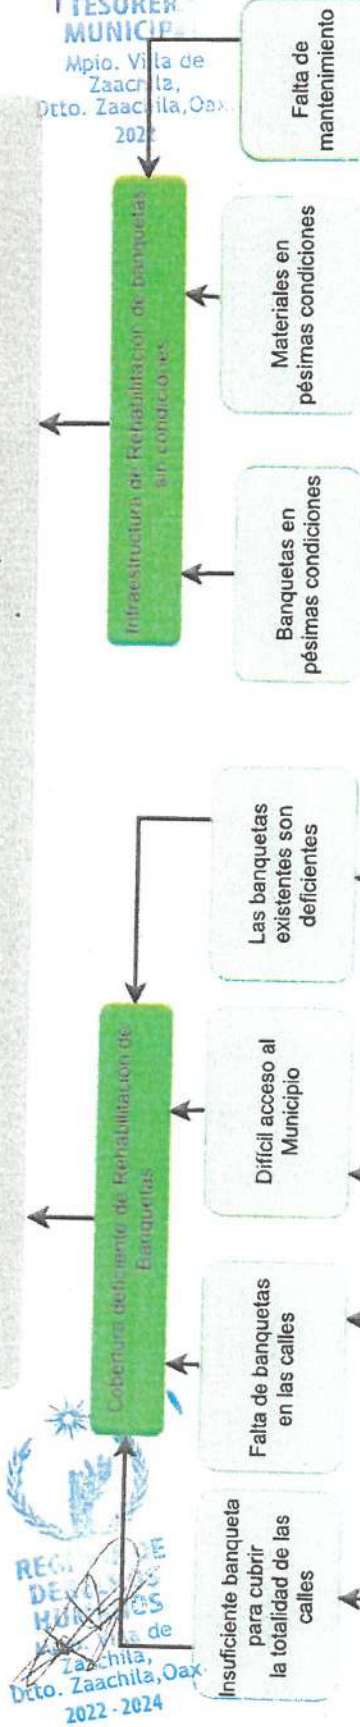 TESORER
MUNICIP
Mpio. Villa de
Zaachila,
Dtto. Zaachila, Oax.
Infraestructura de Rehabilitación de banquetas
sin condiciones
Banquetas en
pésimas condiciones
Materiales en
pésimas condiciones
Falta de
mantenimiento
Cobertura deficiente de Rehabilitación de
Banquetas
Insuficiente banqueta
para cubrir
la totalidad de las
calles
Falta de banquetas
en las calles
Difícil acceso al
Municipio
Las banquetas
existentes son
deficientes
DE
de
Zaachila,
Dtto. Zaachila, Oax.
2022 - 2024